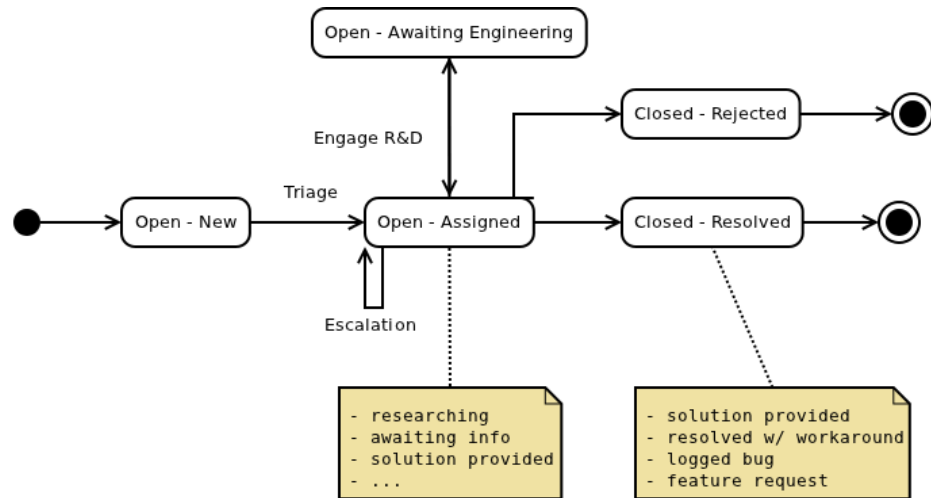 Open - Awaiting Engineering
Closed - Rejected
Engage R&D
Triage
Open - New
Open - Assigned
Closed - Resolved
Escalation
- researching
- awaiting info
- solution provided
- ...
- solution provided
- resolved w/ workaround
- logged bug
- feature request